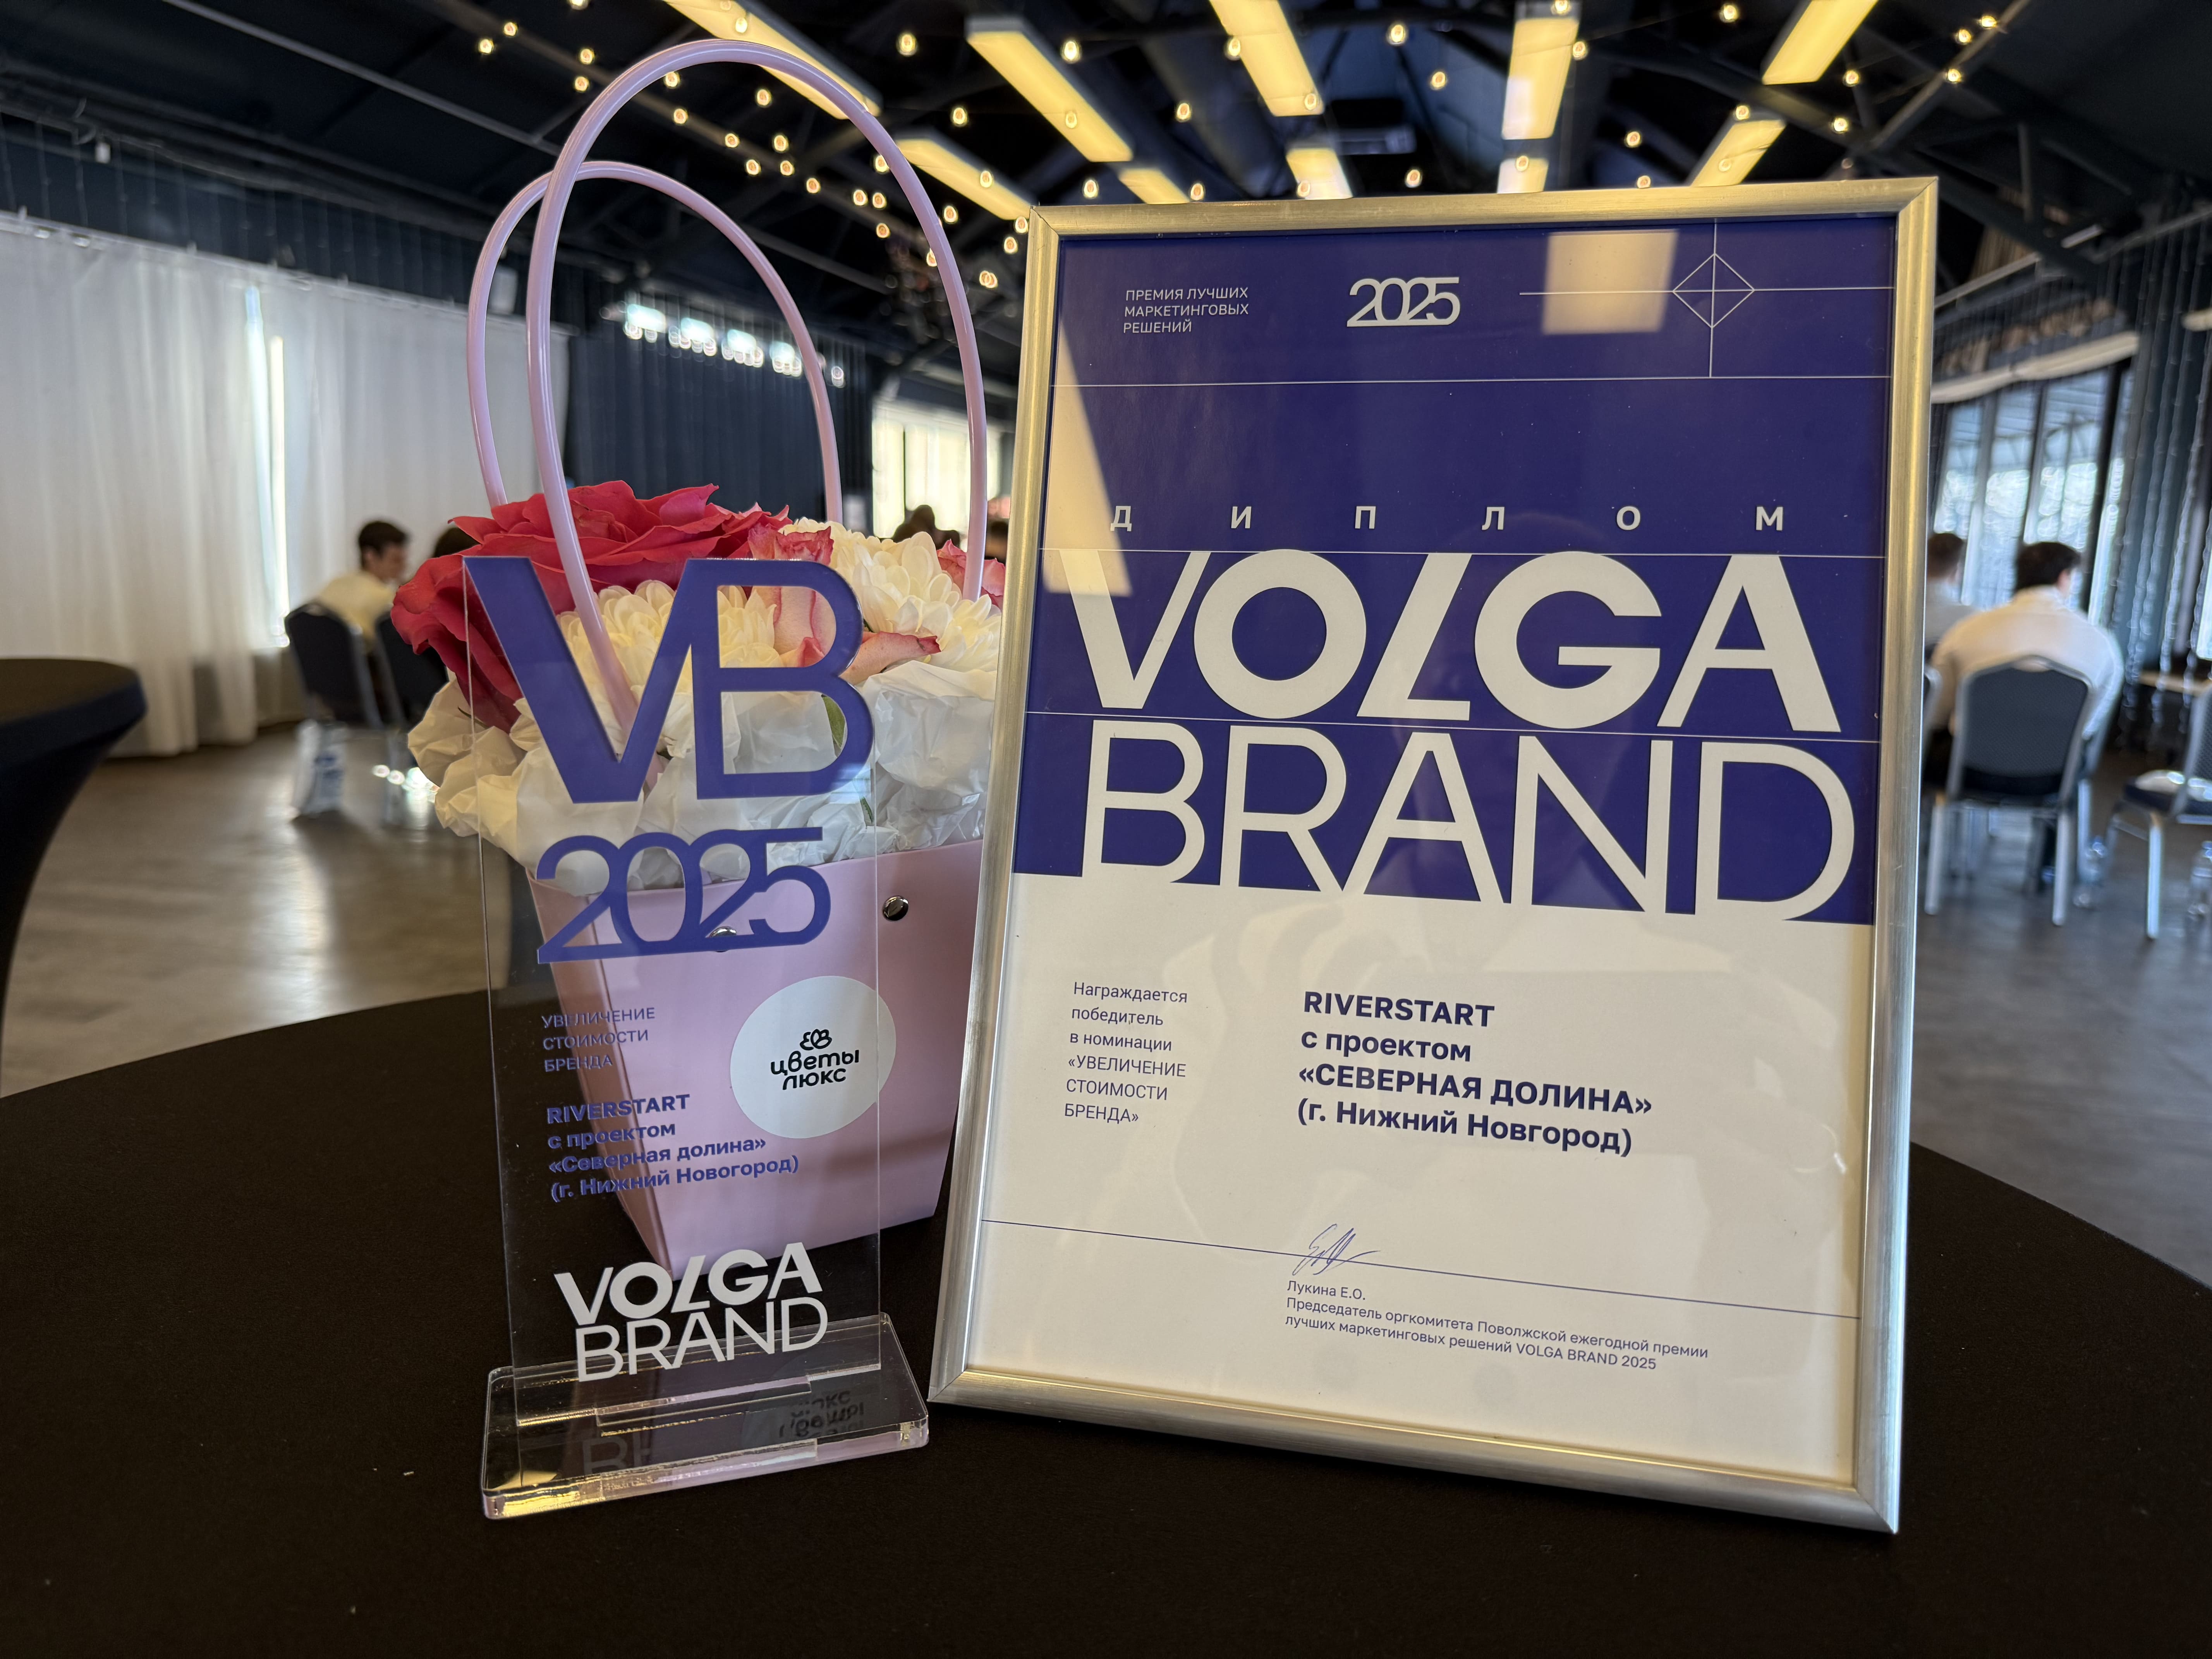 VB
2025
УВЕЛИЧЕНИЕ
СТОИМОСТИ
БРЕНДА
RIVERSTART
с проектом
«Северная долина»
(г. Нижний Новогород)
VOLGA
BRAND
цветы
люкс
ПРЕМИЯ ЛУЧШИХ
МАРКЕТИНГОВЫХ
РЕШЕНИЙ
2025
ДИПЛОМ
VOLGA
BRAND
Награждается
победитель
в номинации
«УВЕЛИЧЕНИЕ
СТОИМОСТИ
БРЕНДА»
RIVERSTART
с проектом
«СЕВЕРНАЯ ДОЛИНА»
(г. Нижний Новгород)
Лукина Е.О.
Председатель оргкомитета Поволжской ежегодной премии
лучших маркетинговых решений VOLGA BRAND 2025